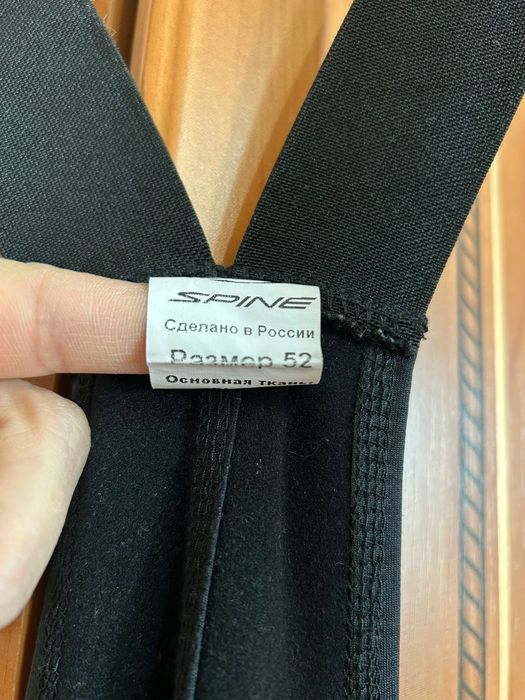 SPINE
Сделано в России
Размер 52
Основная ткань